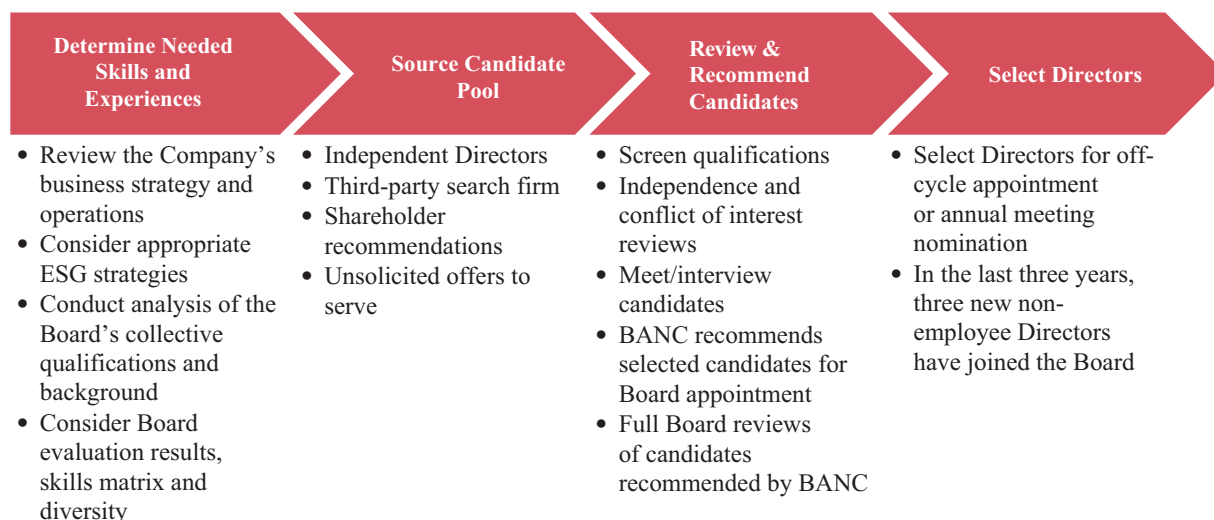 Determine Needed
Skills and
Experiences
• Review the Company's
business strategy and
operations
• Consider appropriate
ESG strategies
• Conduct analysis of the
Board's collective
qualifications and
background
• Consider Board
evaluation results,
skills matrix and
diversity
Source Candidate
Pool
• Independent Directors
• Third-party search firm
• Shareholder
recommendations
• Unsolicited offers to
serve
Review &
Recommend
Candidates
• Screen qualifications
• Independence and
conflict of interest
reviews
• Meet/interview
candidates
• BANC recommends
selected candidates for
Board appointment
• Full Board reviews
of candidates
recommended by BANC
Select Directors
• Select Directors for off-
cycle appointment
or annual meeting
nomination
• In the last three years,
three new non-
employee Directors
have joined the Board